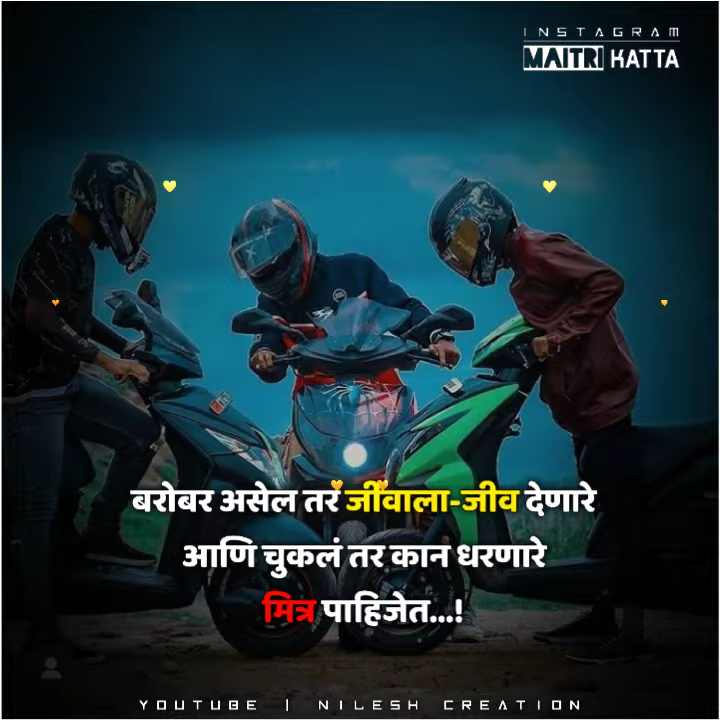 INSTAGRAM
MAITRI KATTA
बरोबर असेल तर जीवाला-जीव देणारे
आणि चुकलं तर कान धरणारे
मित्र पाहिजेत...!
YOUTUBE | NILESH CREATION